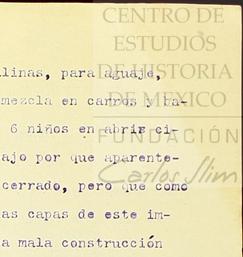 CENTRO DE
ESTUDIOS
DE HISTORIA
DE MEXICO
FUNDACIÓN
Carlos Slim
llinas, para aguaje,
mezcla en carros y ba-
6 niños en abrir ci-
ajo por que aparente-
cerrado, pero que como
as capas de este im-
a mala construcción